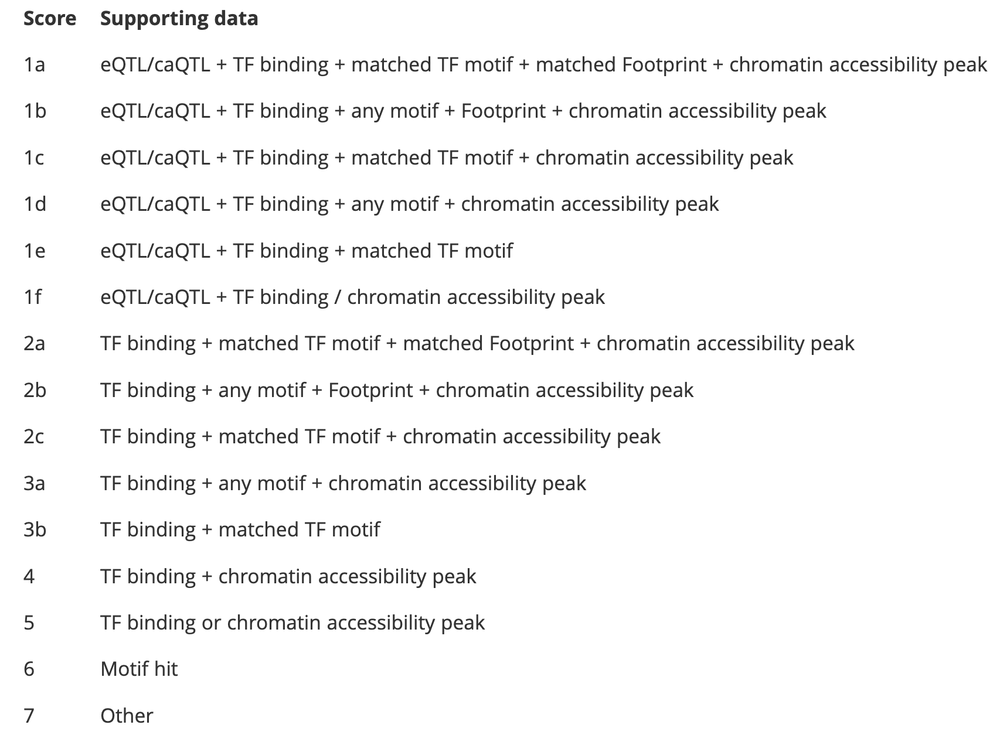 Score Supporting data
1a eQTL/caQTL + TF binding + matched TF motif + matched Footprint + chromatin accessibility peak
1b eQTL/caQTL + TF binding + any motif + Footprint + chromatin accessibility peak
1c eQTL/caQTL + TF binding + matched TF motif + chromatin accessibility peak
1d eQTL/caQTL + TF binding + any motif + chromatin accessibility peak
1e eQTL/caQTL + TF binding + matched TF motif
1f eQTL/caQTL + TF binding / chromatin accessibility peak
2a TF binding + matched TF motif + matched Footprint + chromatin accessibility peak
2b TF binding + any motif + Footprint + chromatin accessibility peak
2c TF binding + matched TF motif + chromatin accessibility peak
3a TF binding + any motif + chromatin accessibility peak
3b TF binding + matched TF motif
4 TF binding + chromatin accessibility peak
5 TF binding or chromatin accessibility peak
6 Motif hit
7 Other